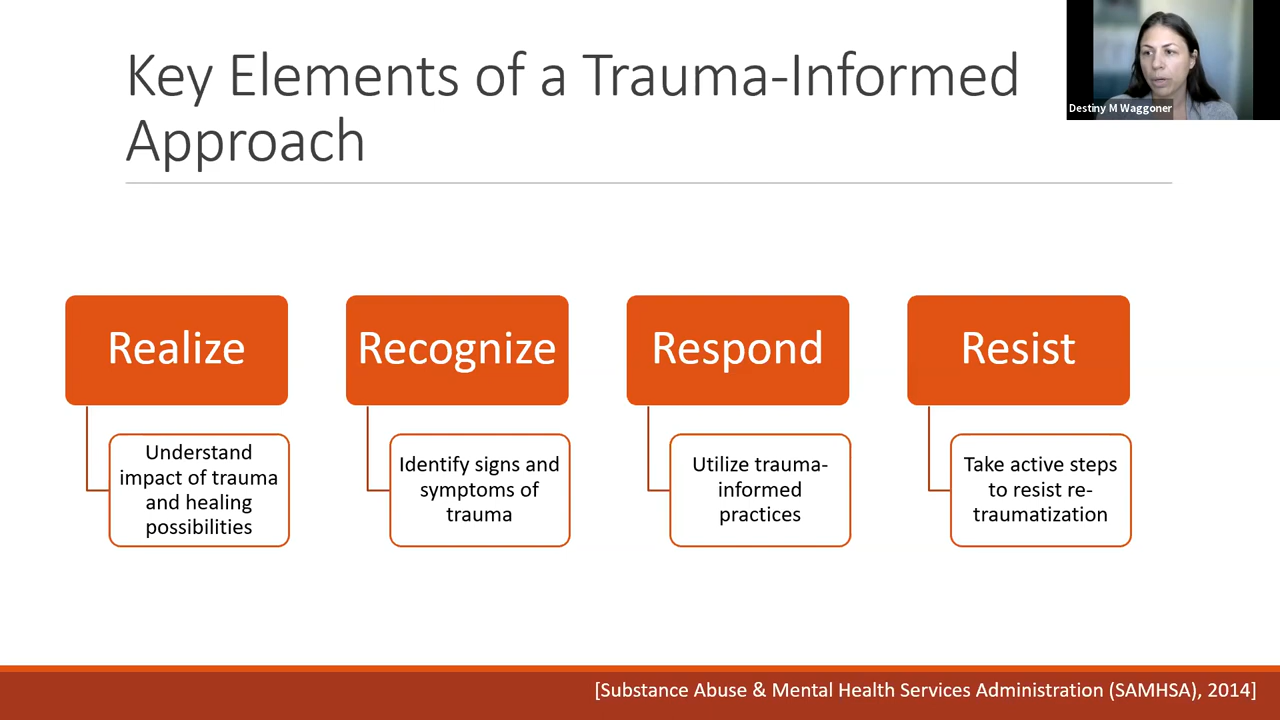 Key Elements of a Trauma-Informed
Approach
Destiny M Waggoner
Realize
Understand
impact of trauma
and healing
possibilities
Recognize
Identify signs and
symptoms of
trauma
Respond
Utilize trauma-
informed
practices
Resist
Take active steps
to resist re-
traumatization
[Substance Abuse & Mental Health Services Administration (SAMHSA), 2014]